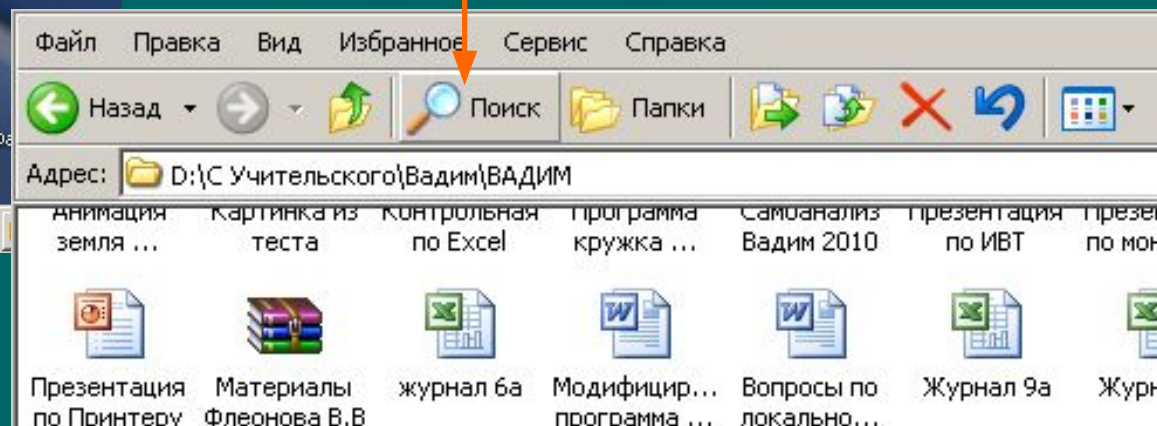 Файл Правка Вид Избранное Сервис Справка
Назад Поиск Папки
Адрес: D:\С Учительского\Вадим\ВАДИМ
Анимация Картинка из Контрольная Программа Самоанализ Презентация
земля ... теста по Excel кружка ... Вадим 2010 по ИВТ по
Презентация Материалы журнал 6а Модифицир... Вопросы по Журнал 9а
по Принтеру Флеонова В.В программа ... локально...